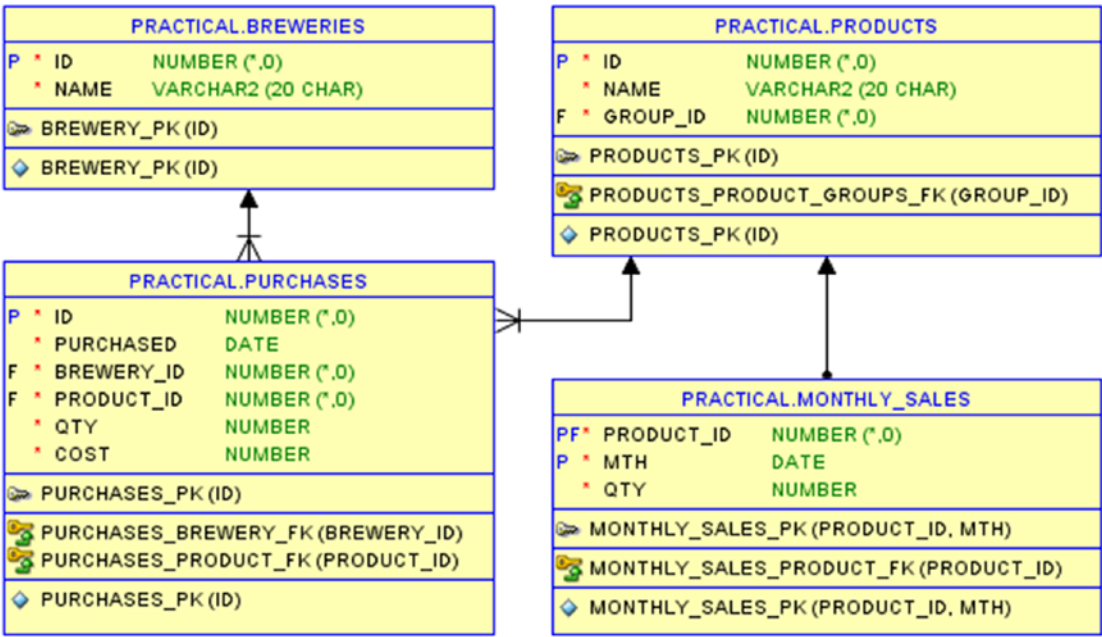 PRACTICAL.BREWERIES
P * ID NUMBER (*,0)
* NAME VARCHAR2 (20 CHAR)
BREWERY_PK (ID)
BREWERY_PK (ID)
PRACTICAL.PRODUCTS
P * ID NUMBER (*,0)
* NAME VARCHAR2 (20 CHAR)
F * GROUP_ID NUMBER (*,0)
PRODUCTS_PK (ID)
PRODUCTS_PRODUCT_GROUPS_FK (GROUP_ID)
PRODUCTS_PK (ID)
PRACTICAL.PURCHASES
P * ID NUMBER (*,0)
* PURCHASED DATE
F * BREWERY_ID NUMBER (*,0)
F * PRODUCT_ID NUMBER (*,0)
* QTY NUMBER
* COST NUMBER
PURCHASES_PK (ID)
PURCHASES_BREWERY_FK (BREWERY_ID)
PURCHASES_PRODUCT_FK (PRODUCT_ID)
PURCHASES_PK (ID)
PRACTICAL.MONTHLY_SALES
PF* PRODUCT_ID NUMBER (*,0)
P * MTH DATE
* QTY NUMBER
MONTHLY_SALES_PK (PRODUCT_ID, MTH)
MONTHLY_SALES_PRODUCT_FK (PRODUCT_ID)
MONTHLY_SALES_PK (PRODUCT_ID, MTH)